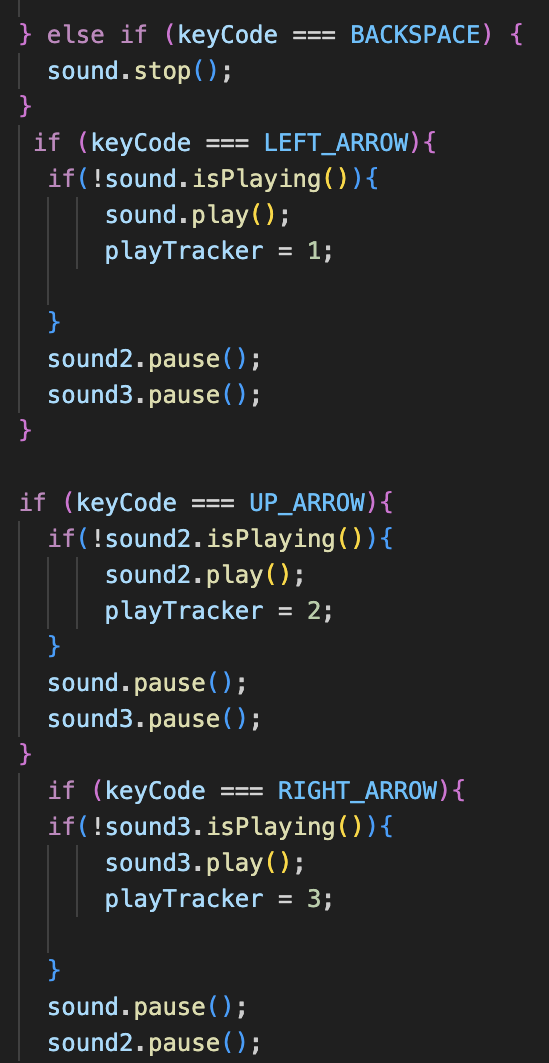 } else if (keyCode === BACKSPACE) {
sound.stop();
}
if (keyCode === LEFT_ARROW){
if(!sound.isPlaying()){
sound.play();
playTracker = 1;
}
sound2.pause();
sound3.pause();
}
if (keyCode === UP_ARROW){
if(!sound2.isPlaying()){
sound2.play();
playTracker = 2;
}
sound.pause();
sound3.pause();
}
if (keyCode === RIGHT_ARROW){
if(!sound3.isPlaying()){
sound3.play();
playTracker = 3;
}
sound.pause();
sound2.pause();